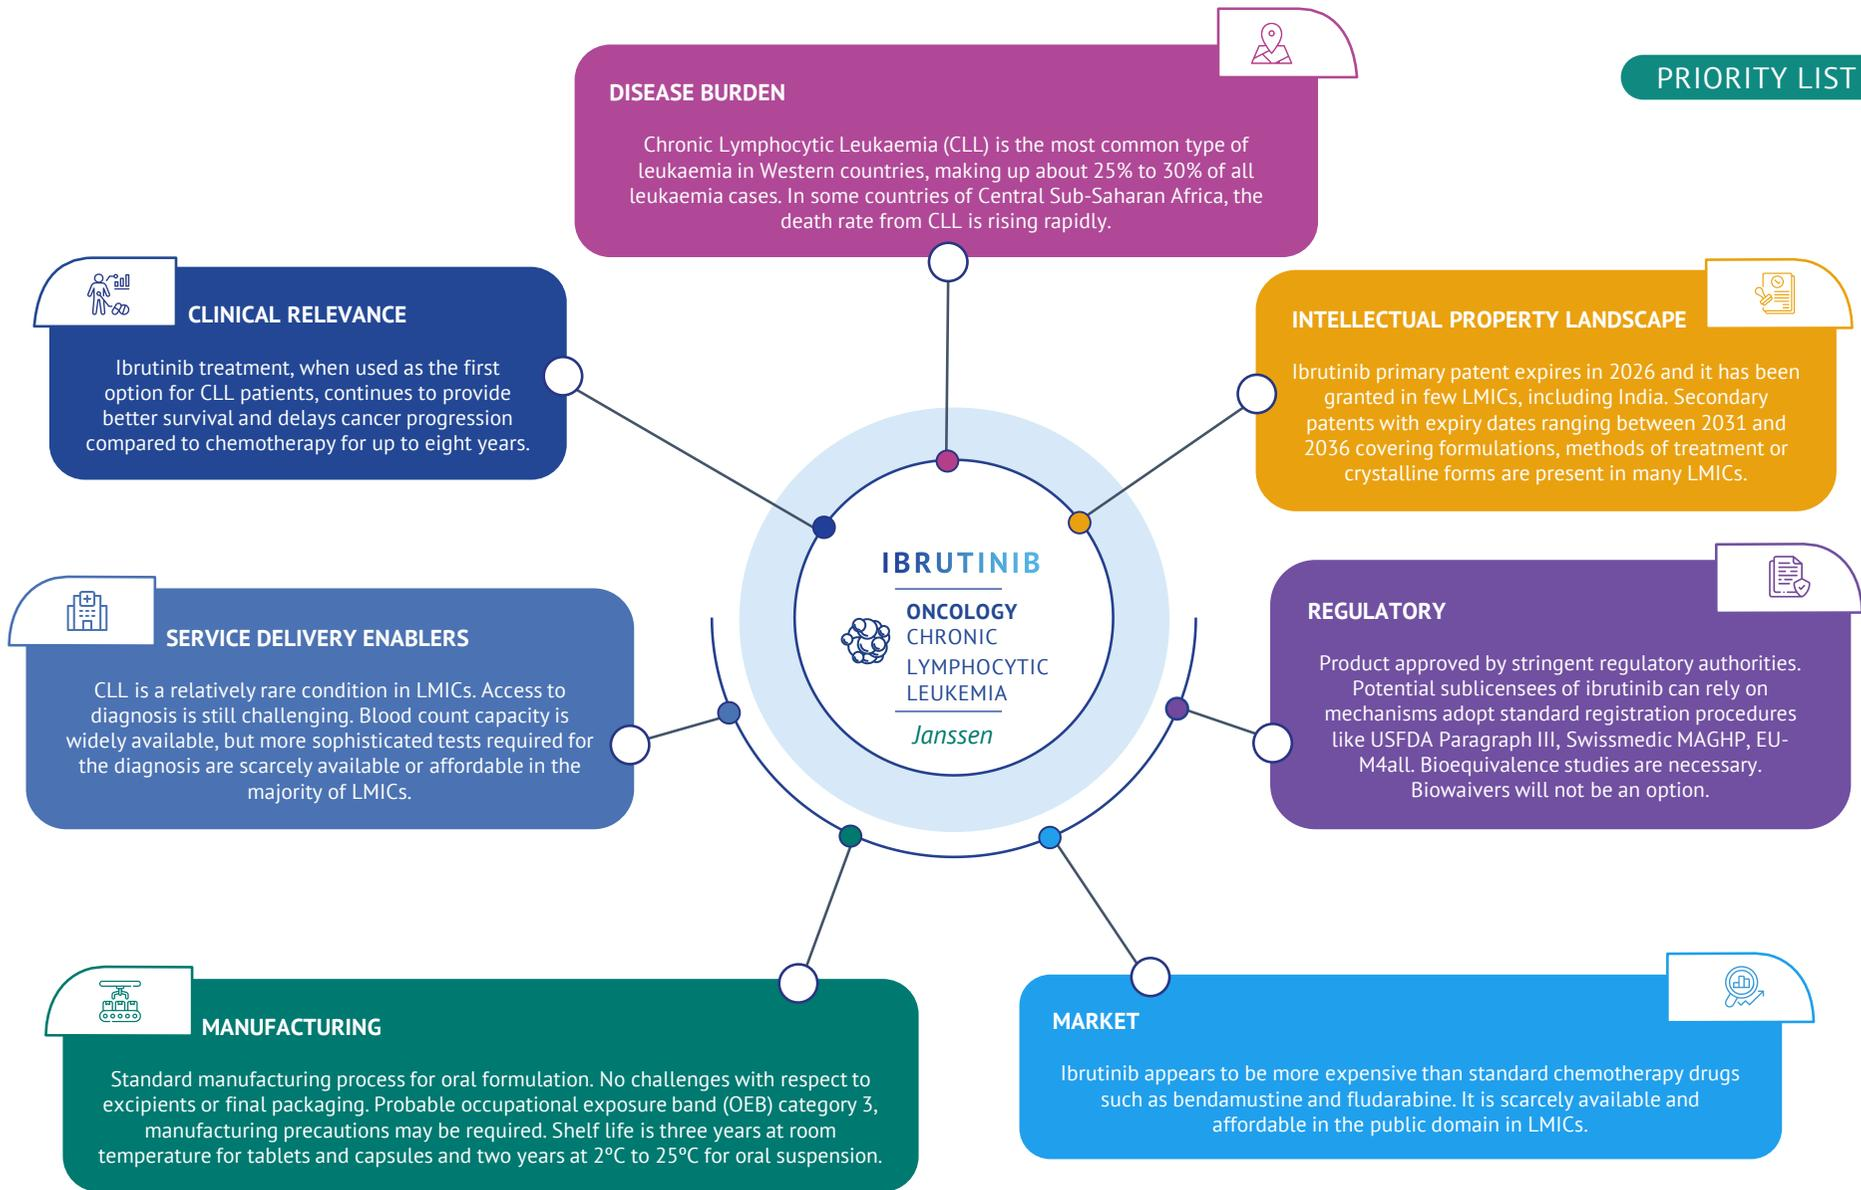 PRIORITY LIST
DISEASE BURDEN
Chronic Lymphocytic Leukaemia (CLL) is the most common type of
leukaemia in Western countries, making up about 25% to 30% of all
leukaemia cases. In some countries of Central Sub-Saharan Africa, the
death rate from CLL is rising rapidly.
CLINICAL RELEVANCE
Ibrutinib treatment, when used as the first
option for CLL patients, continues to provide
better survival and delays cancer progression
compared to chemotherapy for up to eight years.
INTELLECTUAL PROPERTY LANDSCAPE
Ibrutinib primary patent expires in 2026 and it has been
granted in few LMICs, including India. Secondary
patents with expiry dates ranging between 2031 and
2036 covering formulations, methods of treatment or
crystalline forms are present in many LMICs.
IBRUTINIB
ONCOLOGY
CHRONIC
LYMPHOCYTIC
LEUKEMIA
Janssen
SERVICE DELIVERY ENABLERS
CLL is a relatively rare condition in LMICs. Access to
diagnosis is still challenging. Blood count capacity is
widely available, but more sophisticated tests required for
the diagnosis are scarcely available or affordable in the
majority of LMICs.
REGULATORY
Product approved by stringent regulatory authorities.
Potential sublicensees of ibrutinib can rely on
mechanisms adopt standard registration procedures
like USFDA Paragraph III, Swissmedic MAGHP, EU-
M4all. Bioequivalence studies are necessary.
Biowaivers will not be an option.
MANUFACTURING
Standard manufacturing process for oral formulation. No challenges with respect to
excipients or final packaging. Probable occupational exposure band (OEB) category 3,
manufacturing precautions may be required. Shelf life is three years at room
temperature for tablets and capsules and two years at 2ºC to 25ºC for oral suspension.
MARKET
Ibrutinib appears to be more expensive than standard chemotherapy drugs
such as bendamustine and fludarabine. It is scarcely available and
affordable in the public domain in LMICs.